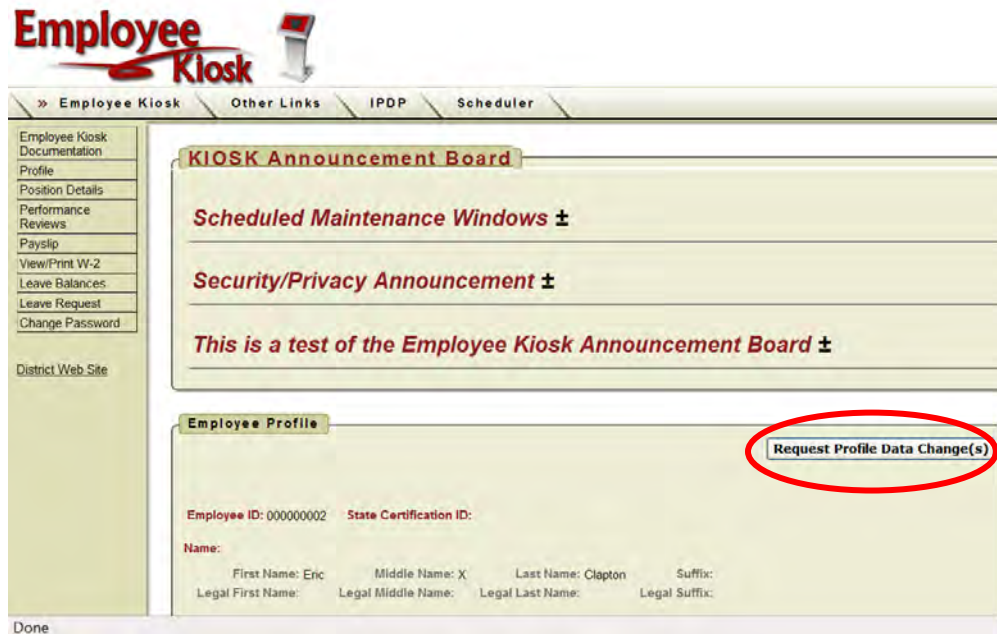 Employee
Kiosk
» Employee Kiosk Other Links IPDP Scheduler
Employee Kiosk
Documentation
Profile
Position Details
Performance
Reviews
Payslip
View/Print W-2
Leave Balances
Leave Request
Change Password
District Web Site
KIOSK Announcement Board
Scheduled Maintenance Windows ±
Security/Privacy Announcement ±
This is a test of the Employee Kiosk Announcement Board ±
Employee Profile
Request Profile Data Change(s)
Employee ID: 000000002 State Certification ID:
Name:
First Name: Eric Middle Name: X Last Name: Clapton Suffix:
Legal First Name: Legal Middle Name: Legal Last Name: Legal Suffix:
Done